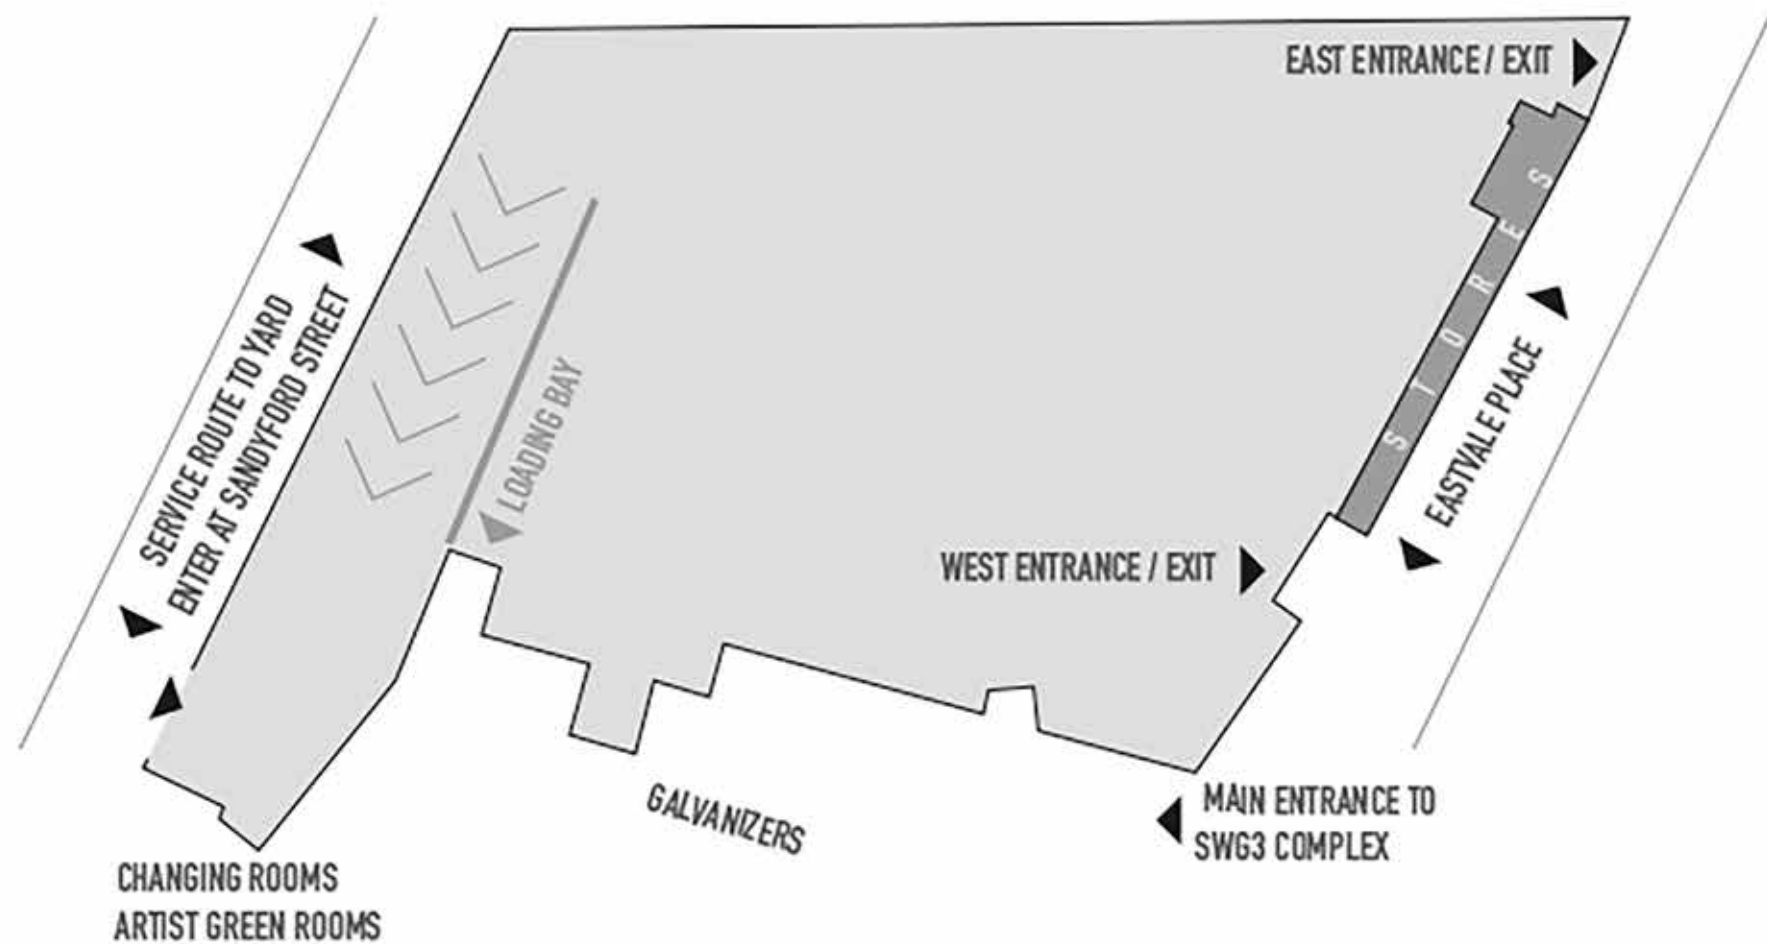 EAST ENTRANCE / EXIT
STORES
SERVICE ROUTE TO YARD
ENTER AT SANDYFORD STREET
LOADING BAY
EASTVALE PLACE
WEST ENTRANCE / EXIT
GALVANIZERS
MAIN ENTRANCE TO
SWG3 COMPLEX
CHANGING ROOMS
ARTIST GREEN ROOMS